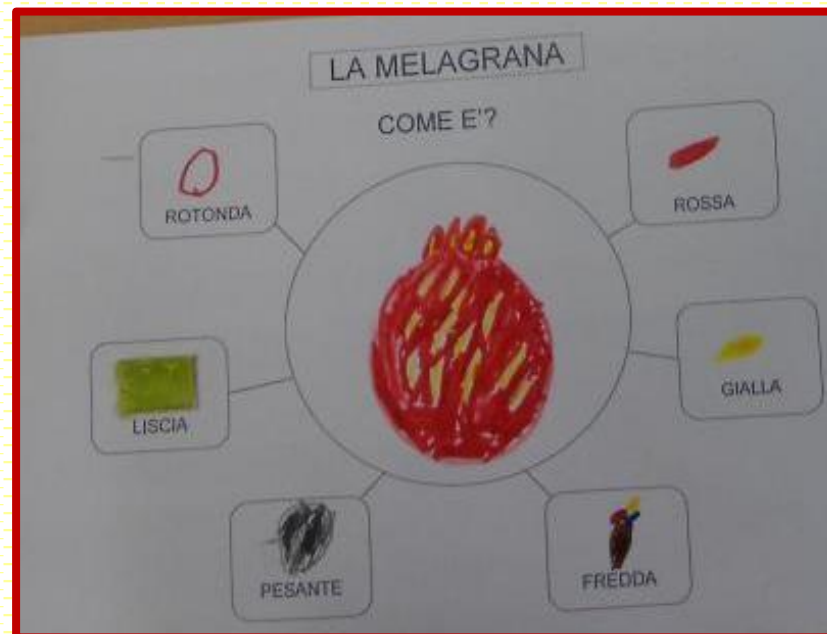 LA MELAGRANA
COME E'?
ROTONDA
ROSSA
LISCIA
GIALLA
PESANTE
FREDDA